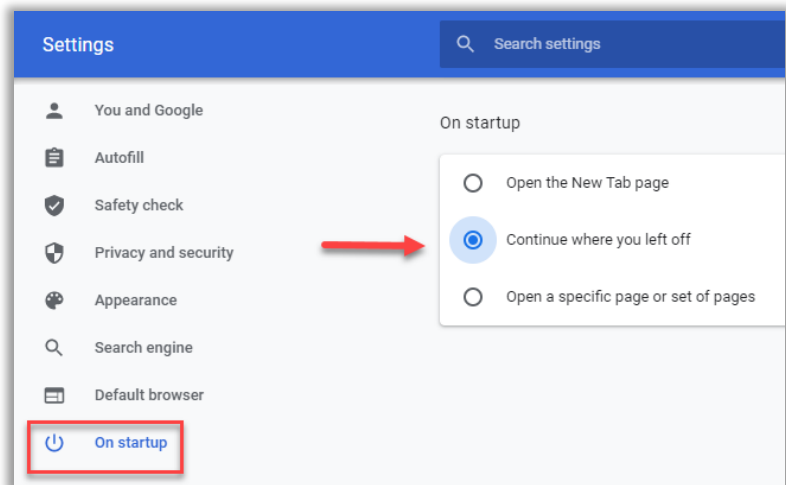 Settings
Search settings
You and Google
Autofill
Safety check
Privacy and security
Appearance
Search engine
Default browser
On startup
On startup
Open the New Tab page
Continue where you left off
Open a specific page or set of pages